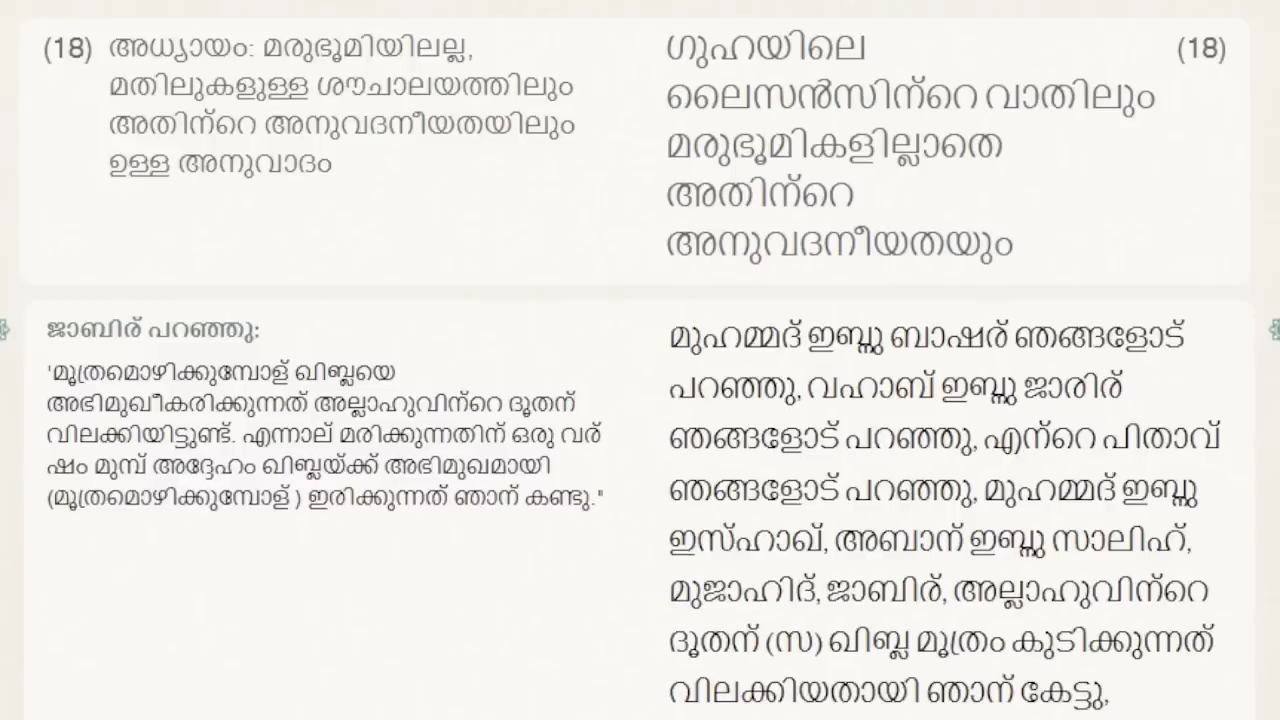 (18) അധ്യായം: മരുഭൂമിയിലല്ല,
മതിലുകളുള്ള ശൗചാലയത്തിലും
അതിന്റെ അനുവദനീയതയിലും
ഉള്ള അനുവാദം
ഗുഹയിലെ (18)
ലൈസൻസിന്റെ വാതിലും
മരുഭൂമികളില്ലാതെ
അതിന്റെ
അനുവദനീയതയും
ജാബിര് പറഞ്ഞു:
'മൂത്രമൊഴിക്കുമ്പോള് ഖിബ്ലയെ
അഭിമുഖീകരിക്കുന്നത് അല്ലാഹുവിന്റെ ദൂതന്
വിലക്കിയിട്ടുണ്ട്. എന്നാല് മരിക്കുന്നതിന് ഒരു വര്
ഷം മുമ്പ് അദ്ദേഹം ഖിബ്ലയ്ക്ക് അഭിമുഖമായി
(മൂത്രമൊഴിക്കുമ്പോള് ) ഇരിക്കുന്നത് ഞാന് കണ്ടു."
മുഹമ്മദ് ഇബ്നു ബാഷര് ഞങ്ങളോട്
പറഞ്ഞു, വഹാബ് ഇബ്നു ജാരിര്
ഞങ്ങളോട് പറഞ്ഞു, എന്റെ പിതാവ്
ഞങ്ങളോട് പറഞ്ഞു, മുഹമ്മദ് ഇബ്നു
ഇസ്ഹാഖ്, അബാന് ഇബ്നു സാലിഹ്,
മുജാഹിദ്, ജാബിര്, അല്ലാഹുവിന്റെ
ദൂതന് (സ) ഖിബ്ല മൂത്രം കുടിക്കുന്നത്
വിലക്കിയതായി ഞാന് കേട്ടു,